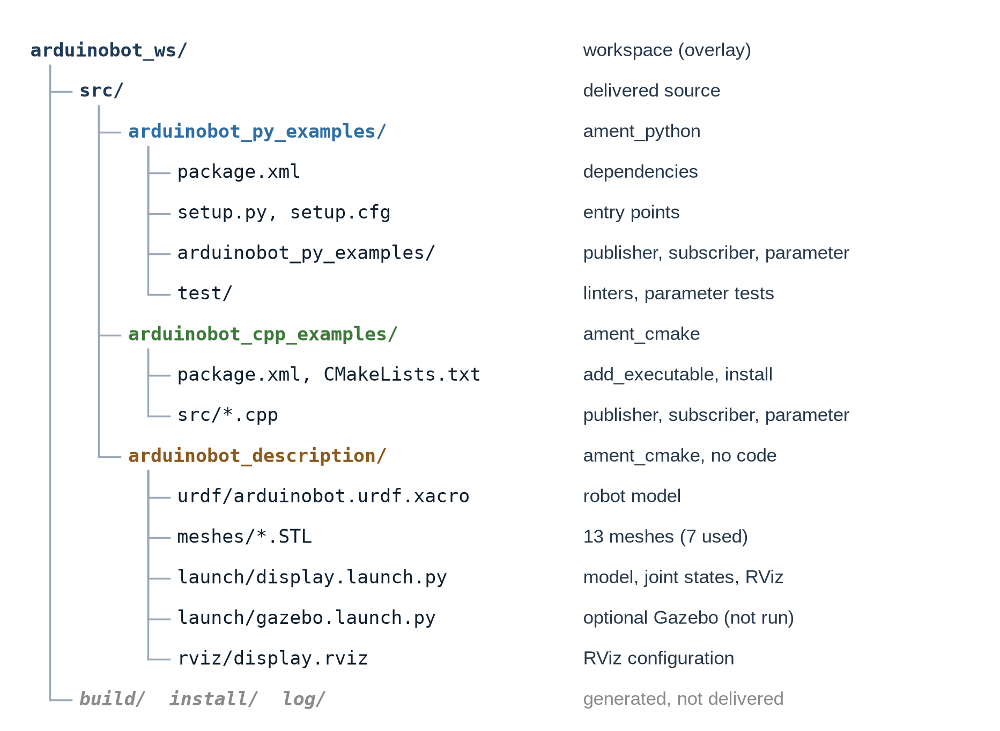 arduinobot_ws/ workspace (overlay)
src/ delivered source
arduinobot_py_examples/ ament_python
package.xml dependencies
setup.py, setup.cfg entry points
arduinobot_py_examples/ publisher, subscriber, parameter
test/ linters, parameter tests
arduinobot_cpp_examples/ ament_cmake
package.xml, CMakeLists.txt add_executable, install
src/*.cpp publisher, subscriber, parameter
arduinobot_description/ ament_cmake, no code
urdf/arduinobot.urdf.xacro robot model
meshes/*.STL 13 meshes (7 used)
launch/display.launch.py model, joint states, RViz
launch/gazebo.launch.py optional Gazebo (not run)
rviz/display.rviz RViz configuration
build/ install/ log/ generated, not delivered